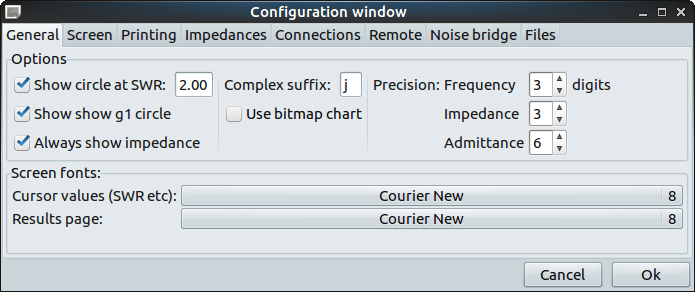 Configuration window
General Screen Printing Impedances Connections Remote Noise bridge Files
Options
Show circle at SWR: 2.00 Complex suffix: j Precision: Frequency 3 digits
Show show g1 circle Use bitmap chart Impedance 3
Always show impedance Admittance 6
Screen fonts:
Cursor values (SWR etc): Courier New 8
Results page: Courier New 8
Cancel Ok